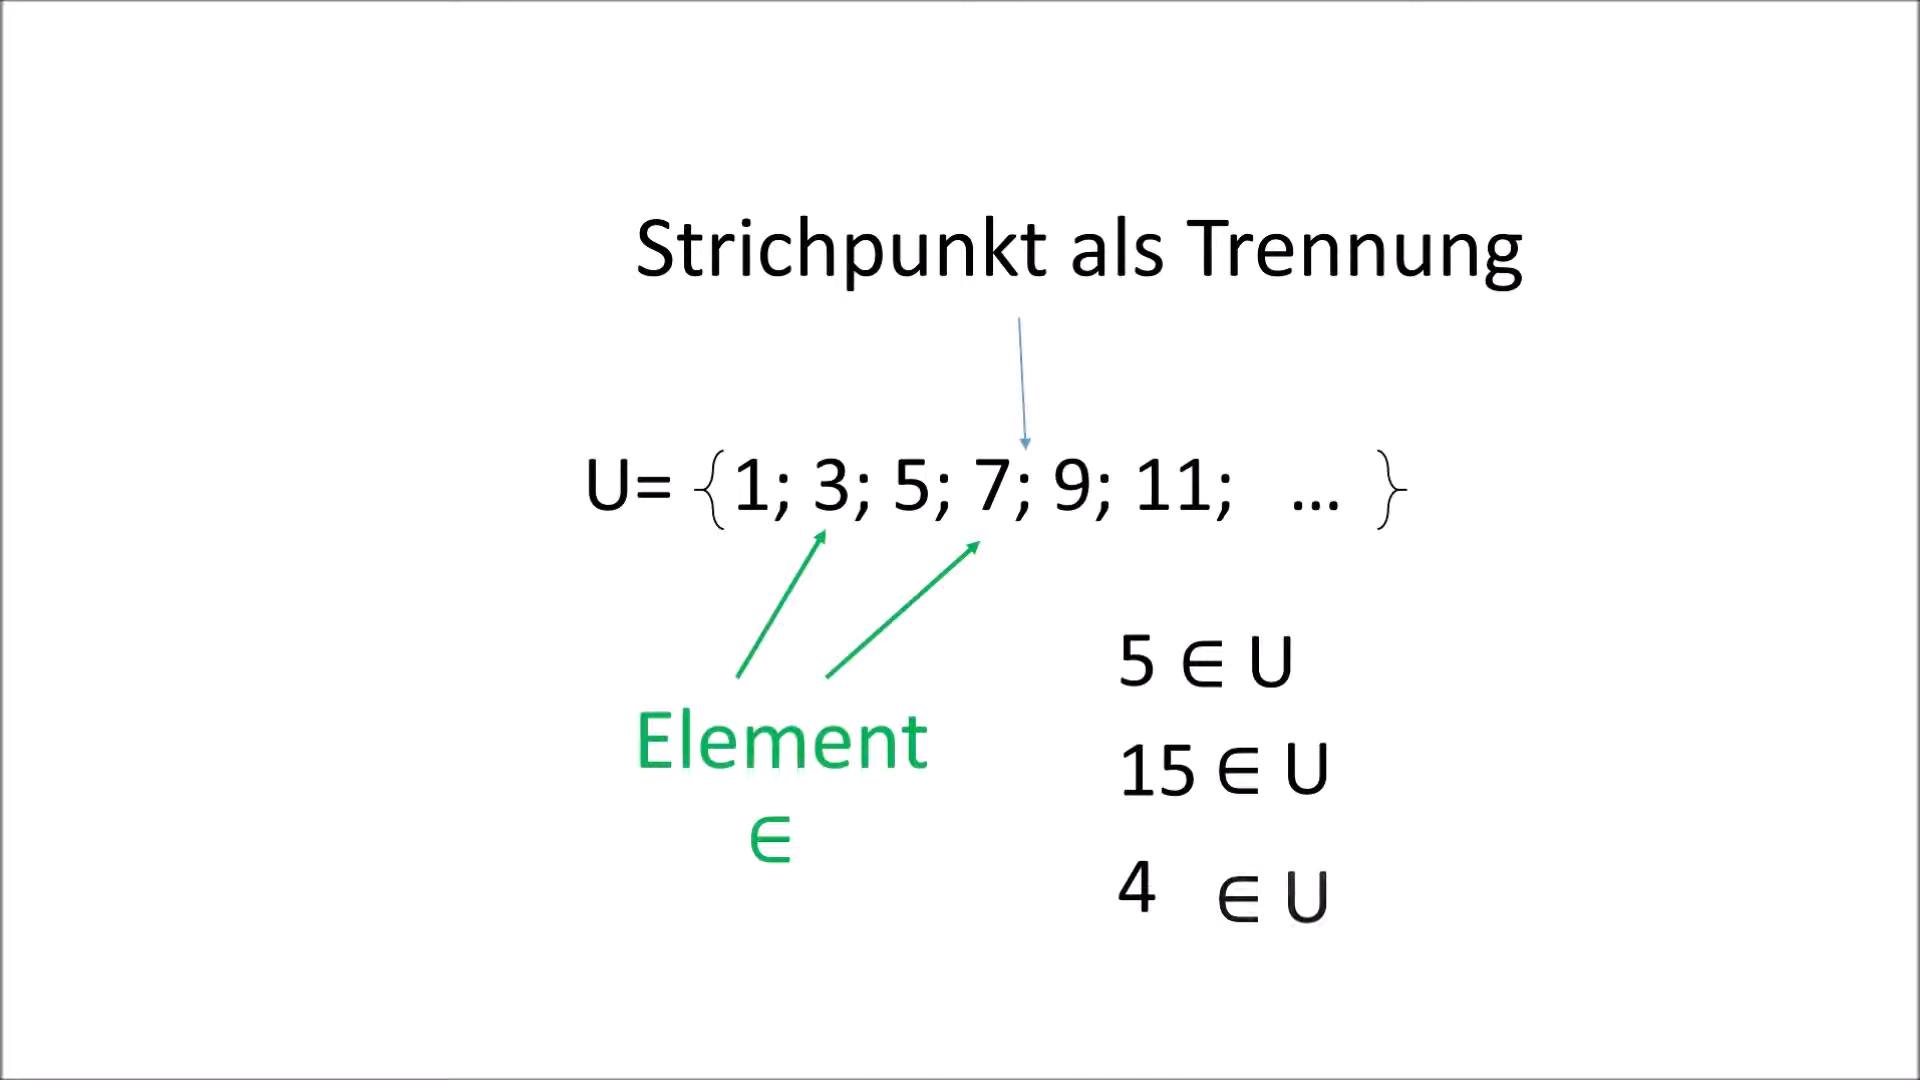 Strichpunkt als Trennung
U= {1; 3; 5; 7; 9; 11; ... }
5 ∈ U
Element
15 ∈ U
∈
4 ∈ U